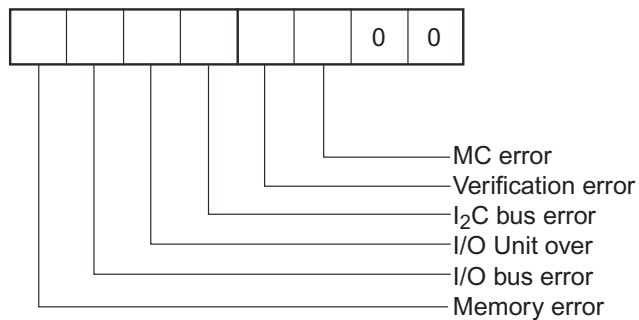 0 0
MC error
Verification error
I2C bus error
I/O Unit over
I/O bus error
Memory error